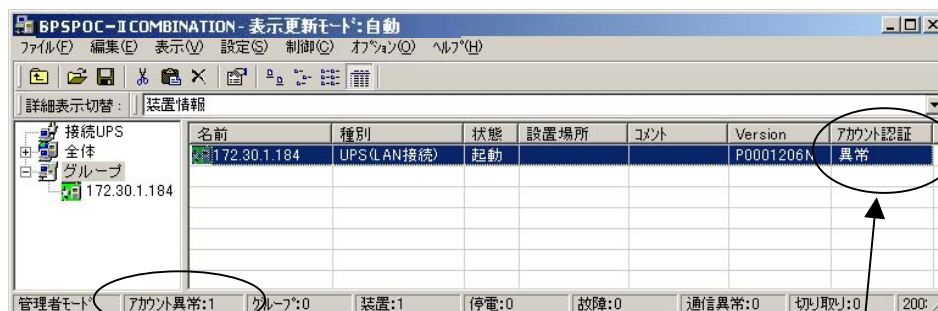 BPSPOC-Ⅱ COMBINATION - 表示更新モード:自動
ファイル(F) 編集(E) 表示(V) 設定(S) 制御(C) オプション(O) ヘルプ(H)
詳細表示切替: 装置情報
接続UPS
全体
グループ
172.30.1.184
名前 種別 状態 設置場所 コメント Version アカウント認証
172.30.1.184 UPS(LAN接続) 起動 P0001206N 異常
管理者モード アカウント異常:1 グループ:0 装置:1 停電:0 故障:0 通信異常:0 切り取り:0 200